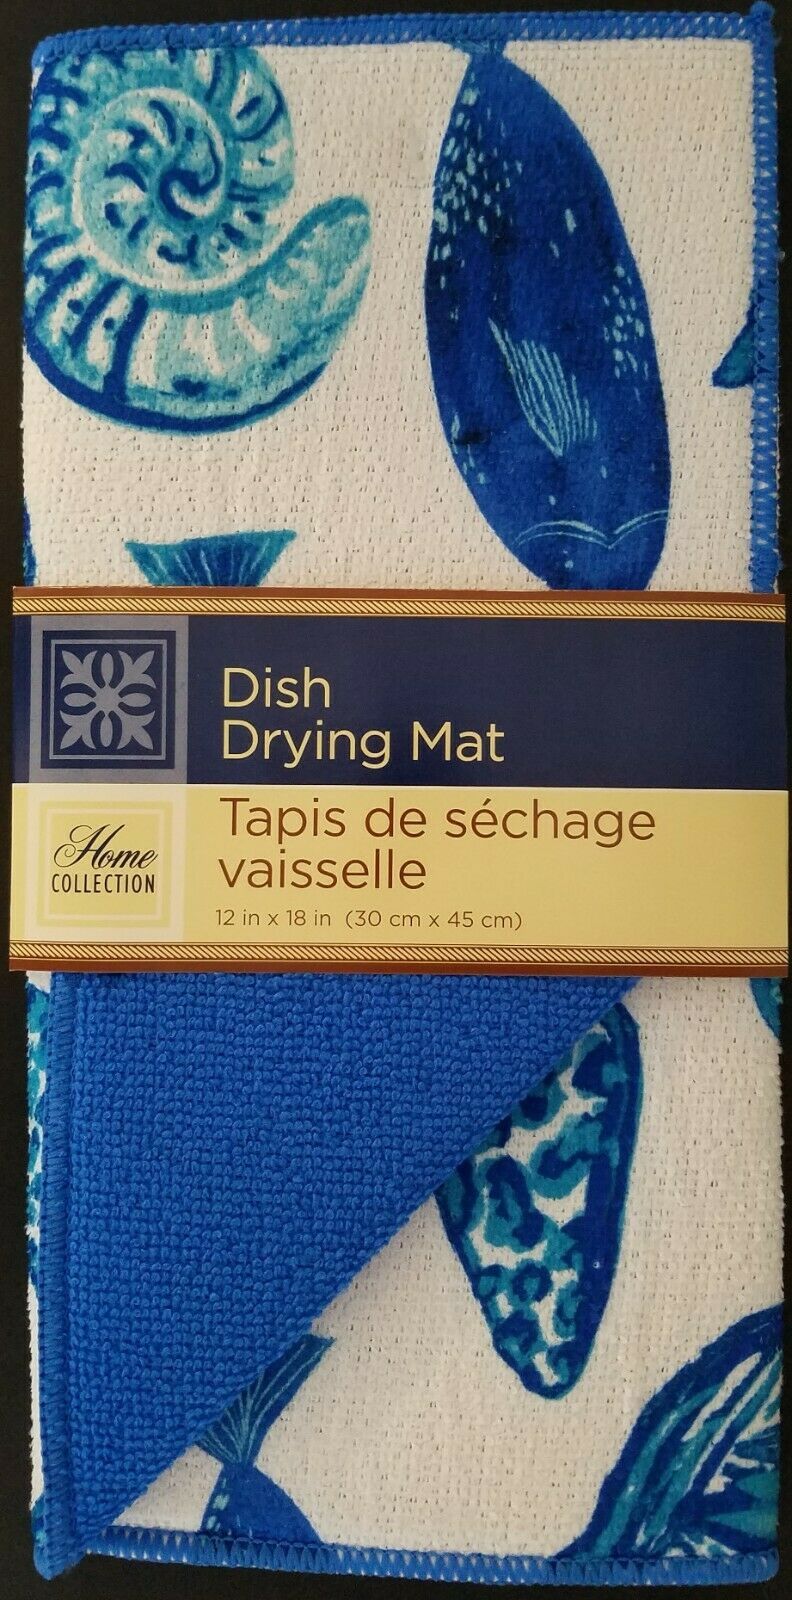 Dish
Drying Mat
Home
COLLECTION
Tapis de séchage
vaisselle
12 in x 18 in (30 cm x 45 cm)